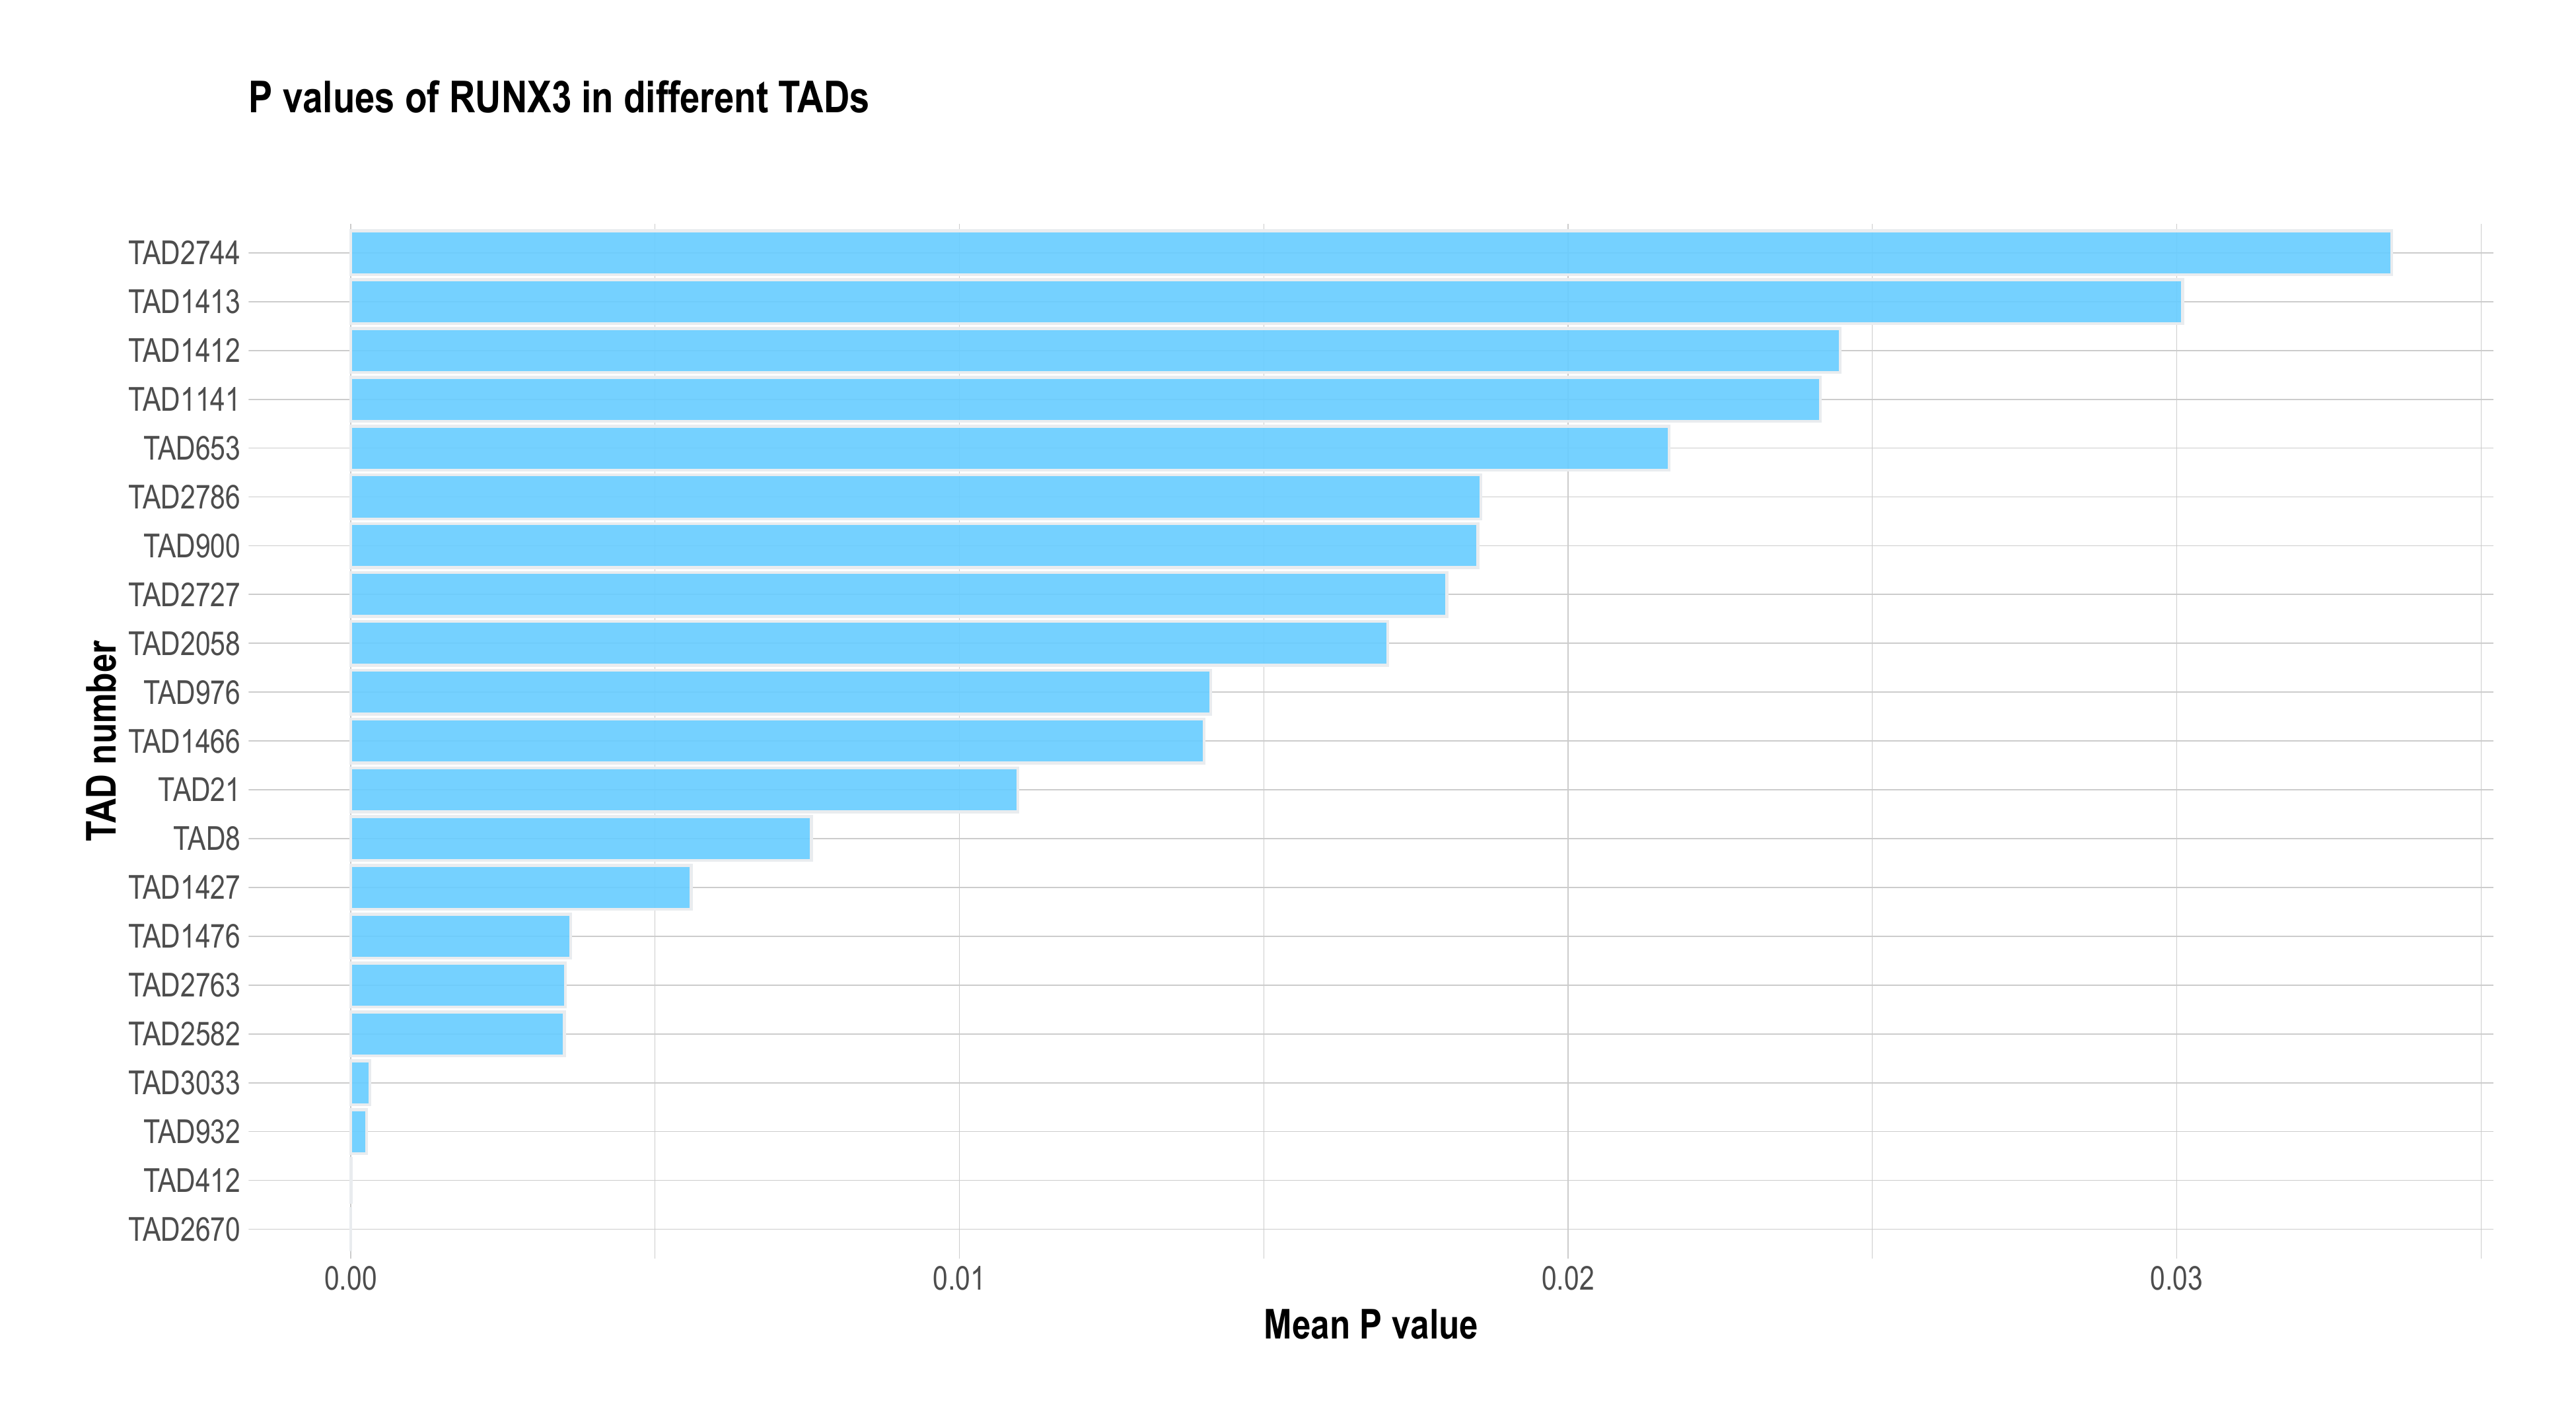 P values of RUNX3 in different TADs
TAD number
TAD2744
TAD1413
TAD1412
TAD1141
TAD653
TAD2786
TAD900
TAD2727
TAD2058
TAD976
TAD1466
TAD21
TAD8
TAD1427
TAD1476
TAD2763
TAD2582
TAD3033
TAD932
TAD412
TAD2670
0.00 0.01 0.02 0.03
Mean P value